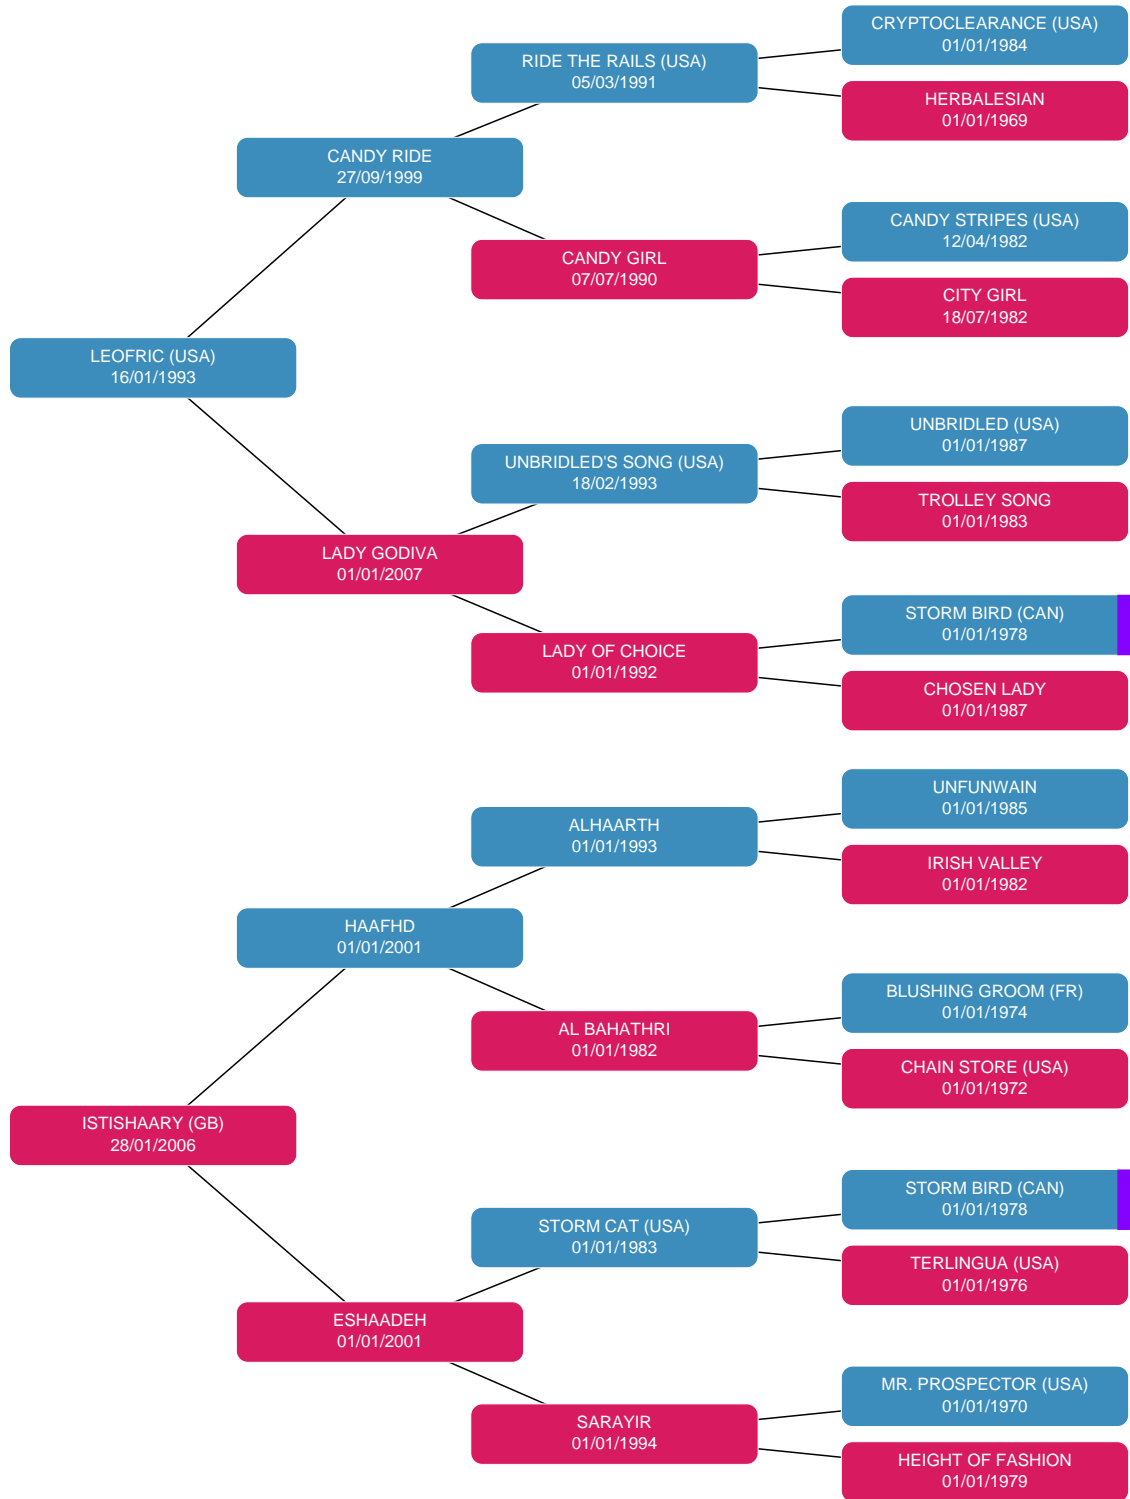 CRYPTOCLEARANCE (USA)
01/01/1984
RIDE THE RAILS (USA)
05/03/1991
HERBALESIAN
01/01/1969
CANDY RIDE
27/09/1999
CANDY STRIPES (USA)
12/04/1982
CANDY GIRL
07/07/1990
CITY GIRL
18/07/1982
LEOFRIC (USA)
16/01/1993
UNBRIDLED (USA)
01/01/1987
UNBRIDLED'S SONG (USA)
18/02/1993
TROLLEY SONG
01/01/1983
LADY GODIVA
01/01/2007
STORM BIRD (CAN)
01/01/1978
LADY OF CHOICE
01/01/1992
CHOSEN LADY
01/01/1987
UNFUNWAIN
01/01/1985
ALHAARTH
01/01/1993
IRISH VALLEY
01/01/1982
HAAFHD
01/01/2001
BLUSHING GROOM (FR)
01/01/1974
AL BAHATHRI
01/01/1982
CHAIN STORE (USA)
01/01/1972
ISTISHAARY (GB)
28/01/2006
STORM BIRD (CAN)
01/01/1978
STORM CAT (USA)
01/01/1983
TERLINGUA (USA)
01/01/1976
ESHAADEH
01/01/2001
MR. PROSPECTOR (USA)
01/01/1970
SARAYIR
01/01/1994
HEIGHT OF FASHION
01/01/1979